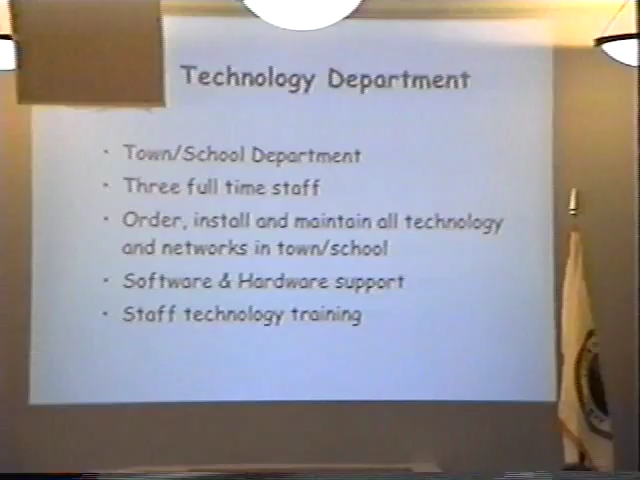 Technology Department
· Town/School Department
· Three full time staff
· Order, install and maintain all technology
and networks in town/school
· Software & Hardware support
· Staff technology training